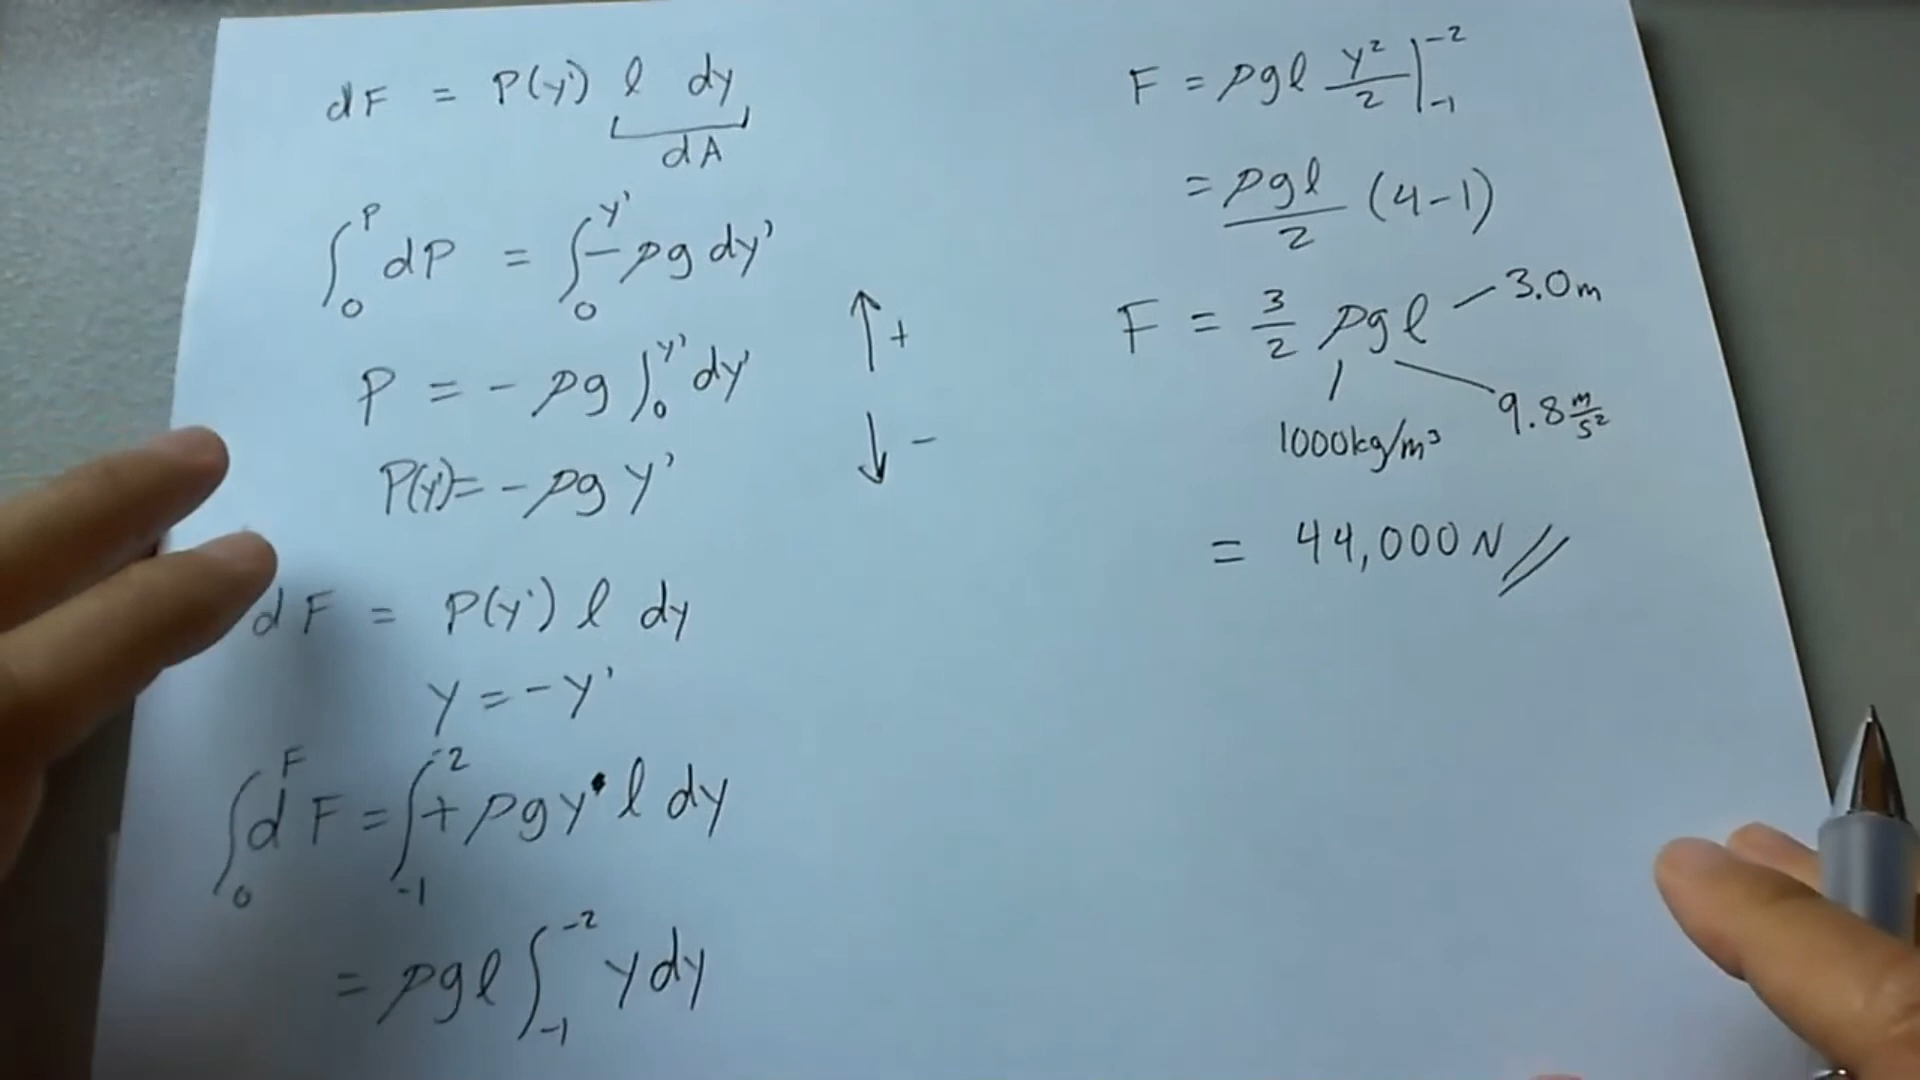 dF = P(y') l dy
dA
∫₀ᴾ dP = ∫₀ʸ' -ρg dy'
P = -ρg ∫₀ʸ' dy'
P(y') = -ρg y'
↑ +
↓ -
dF = P(y') l dy
y = -y'
∫₀ᶠ dF = ∫₋₁⁻² + ρg y l dy
= ρgl ∫₋₁⁻² y dy
F = ρgl y²/2 |₋₁⁻²
= ρgl/2 (4-1)
F = 3/2 ρgl
3.0m
1000kg/m³
9.8 m/s²
= 44,000 N //